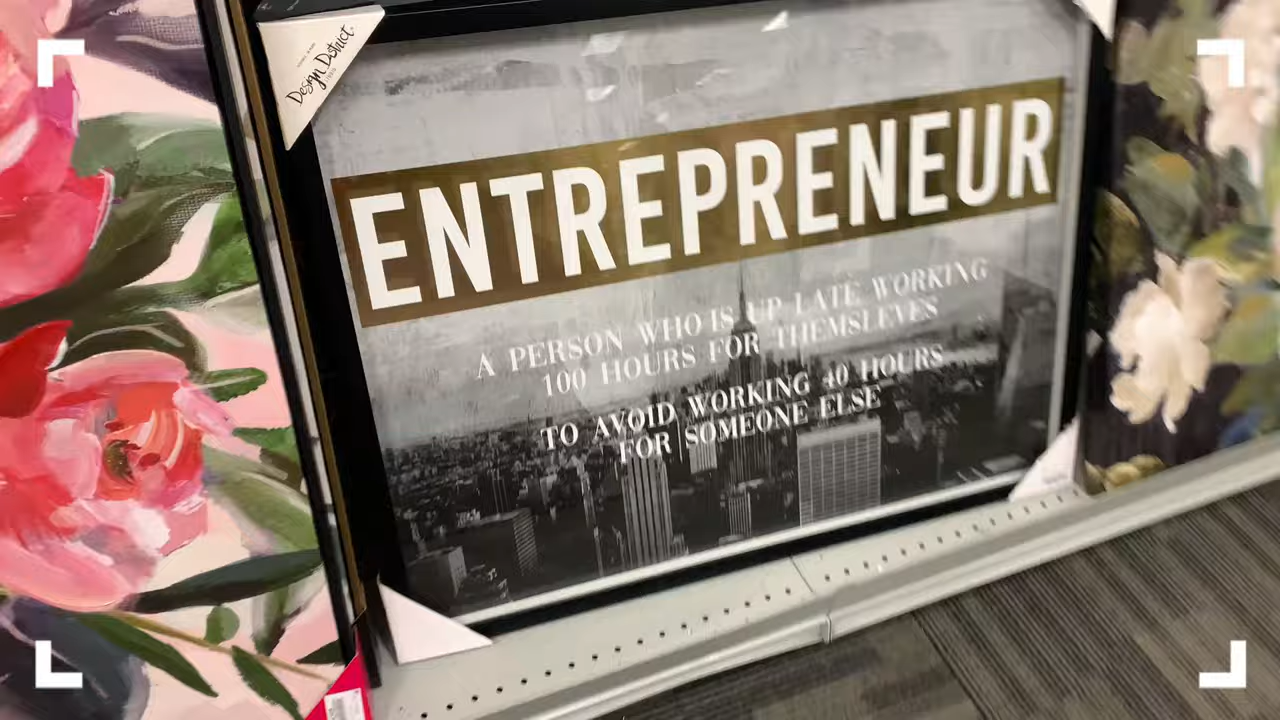 Design District
ENTREPRENEUR
A PERSON WHO IS UP LATE WORKING
100 HOURS FOR THEMSLEVES
TO AVOID WORKING 40 HOURS
FOR SOMEONE ELSE